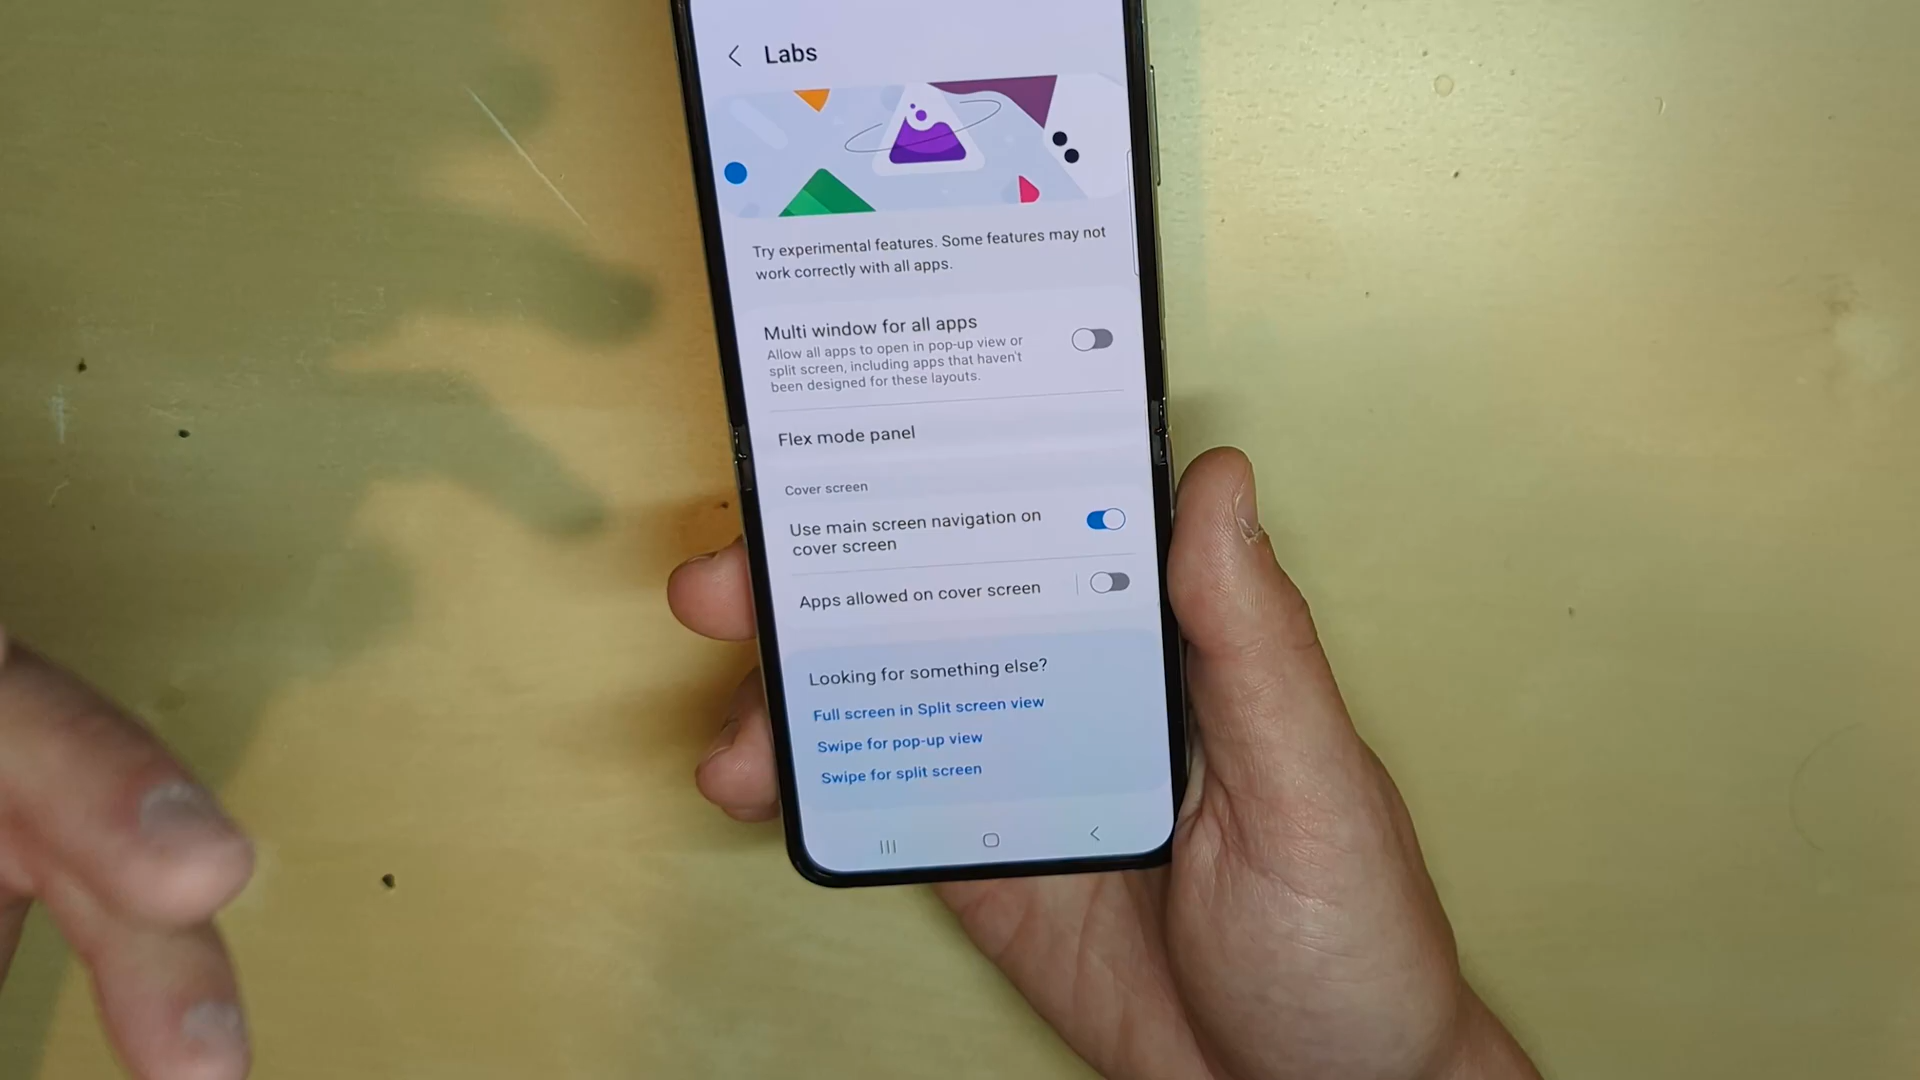 Labs
Try experimental features. Some features may not
work correctly with all apps.
Multi window for all apps
Allow all apps to open in pop-up view or
split screen, including apps that haven't
been designed for these layouts.
Flex mode panel
Cover screen
Use main screen navigation on
cover screen
Apps allowed on cover screen
Looking for something else?
Full screen in Split screen view
Swipe for pop-up view
Swipe for split screen